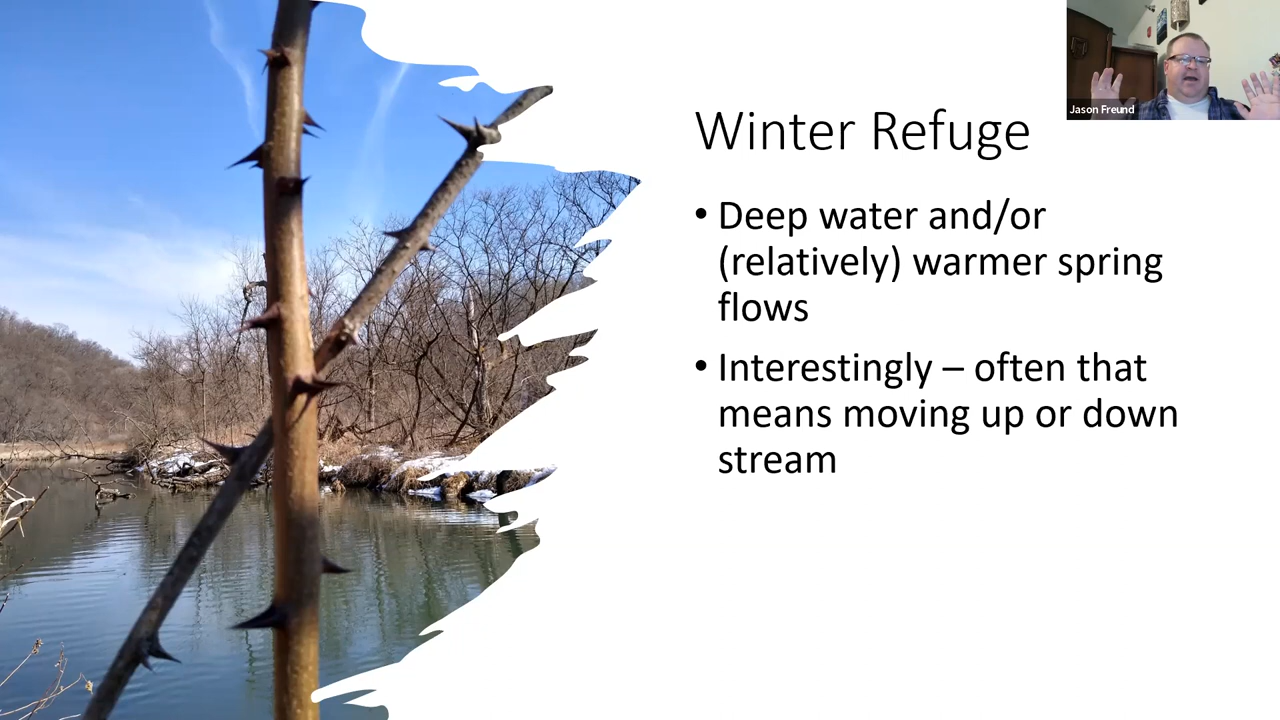 Jason Freund
Winter Refuge
• Deep water and/or
(relatively) warmer spring
flows
• Interestingly – often that
means moving up or down
stream